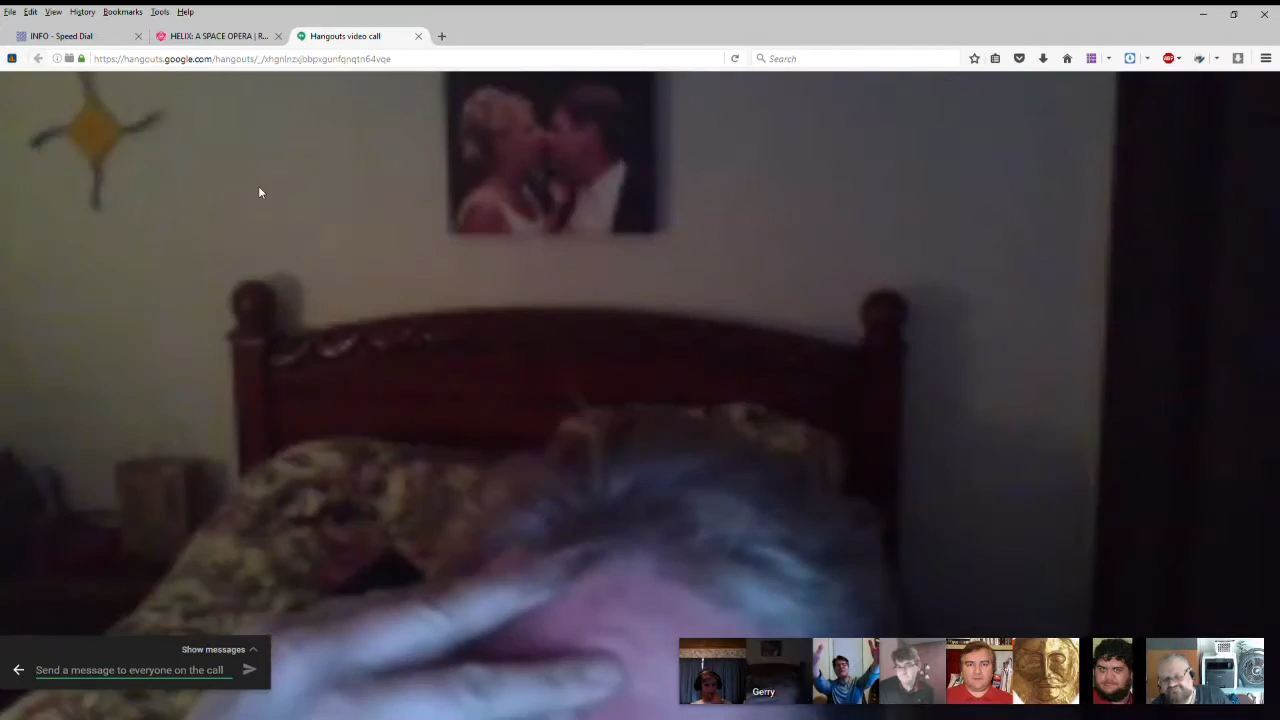 File Edit View History Bookmarks Tools Help
INFO - Speed Dial
HELIX: A SPACE OPERA | R...
Hangouts video call
https://hangouts.google.com/hangouts/_/xhgnlnzxjbbpxgunfqnqtn64vqe
Search
ABP
Show messages
Send a message to everyone on the call
Gerry